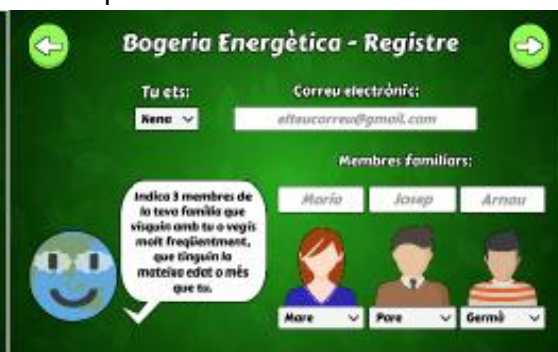 Bogeria Energètica - Registre
Tu ets:
Correu electrònic:
Nena
elteucorreu@gmail.com
Membres familiars:
Maria
Josep
Arnau
Indica 3 membres de
la teva família que
visquin amb tu o vegis
molt freqüentment,
que tinguin la
mateixa edat o més
que tu.
Mare
Pare
Germà